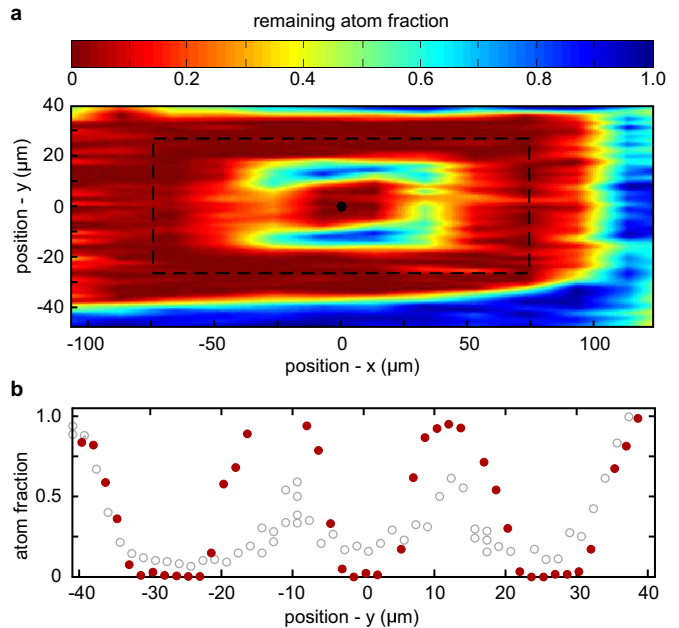 a
remaining atom fraction
0 0.2 0.4 0.6 0.8 1.0
40
20
0
-20
-40
position - y (µm)
-100 -50 0 50 100
position - x (µm)
b
1.0
0.5
0
atom fraction
-40 -30 -20 -10 0 10 20 30 40
position - y (µm)